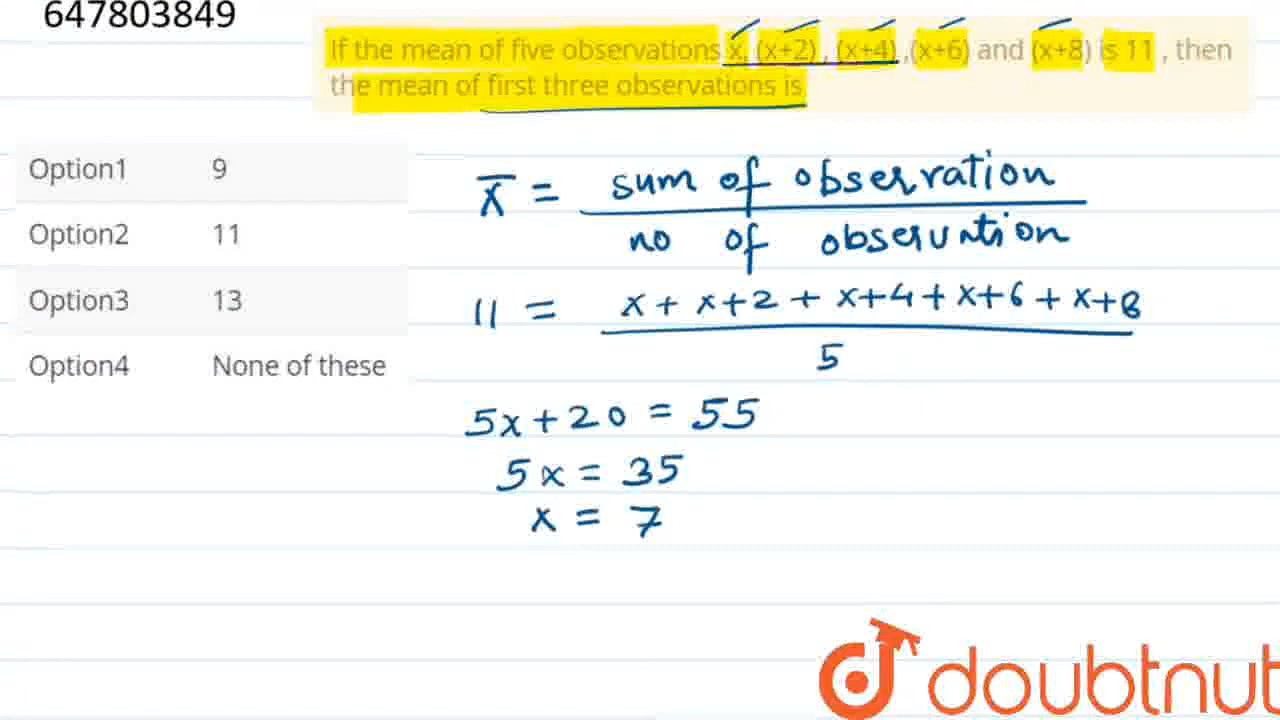 647803849
If the mean of five observations x, (x+2) , (x+4) ,(x+6) and (x+8) is 11 , then
the mean of first three observations is
Option1 9
Option2 11
Option3 13
Option4 None of these
x̄ = sum of observation
no of observation
11 = x + x+2 + x+4 + x+6 + x+8
5
5x + 20 = 55
5x = 35
x = 7
doubtnut